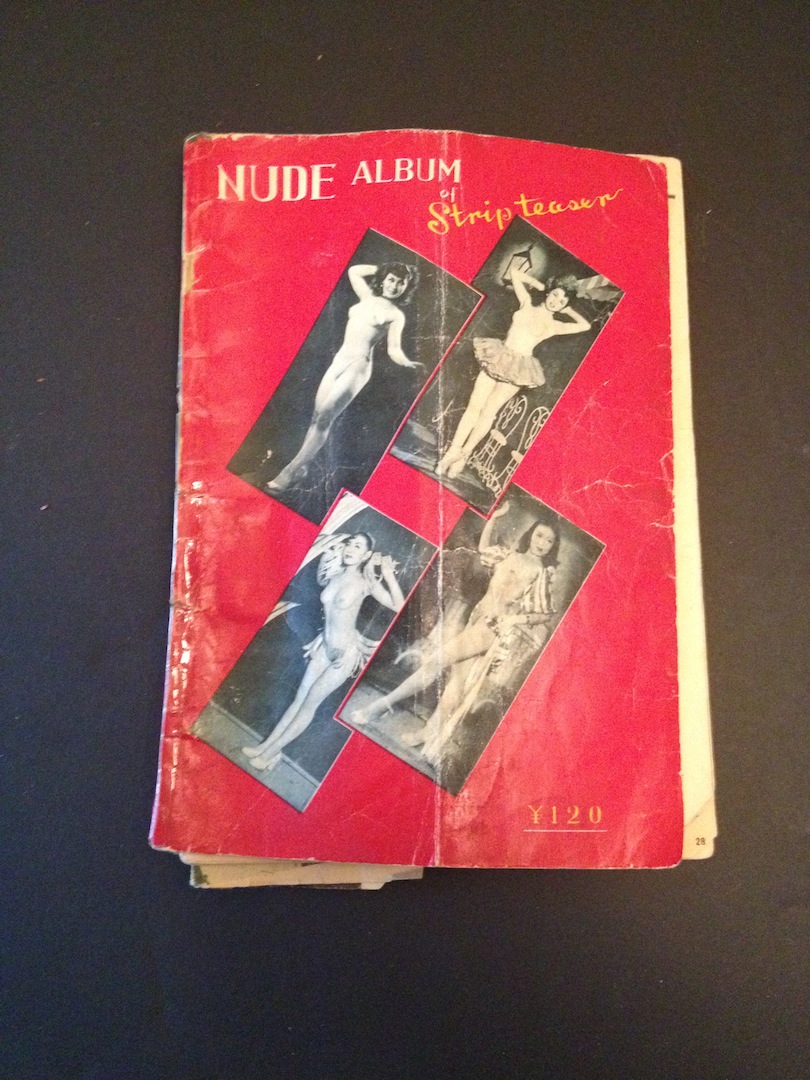 NUDE ALBUM
of
Strip teaser
¥120
28